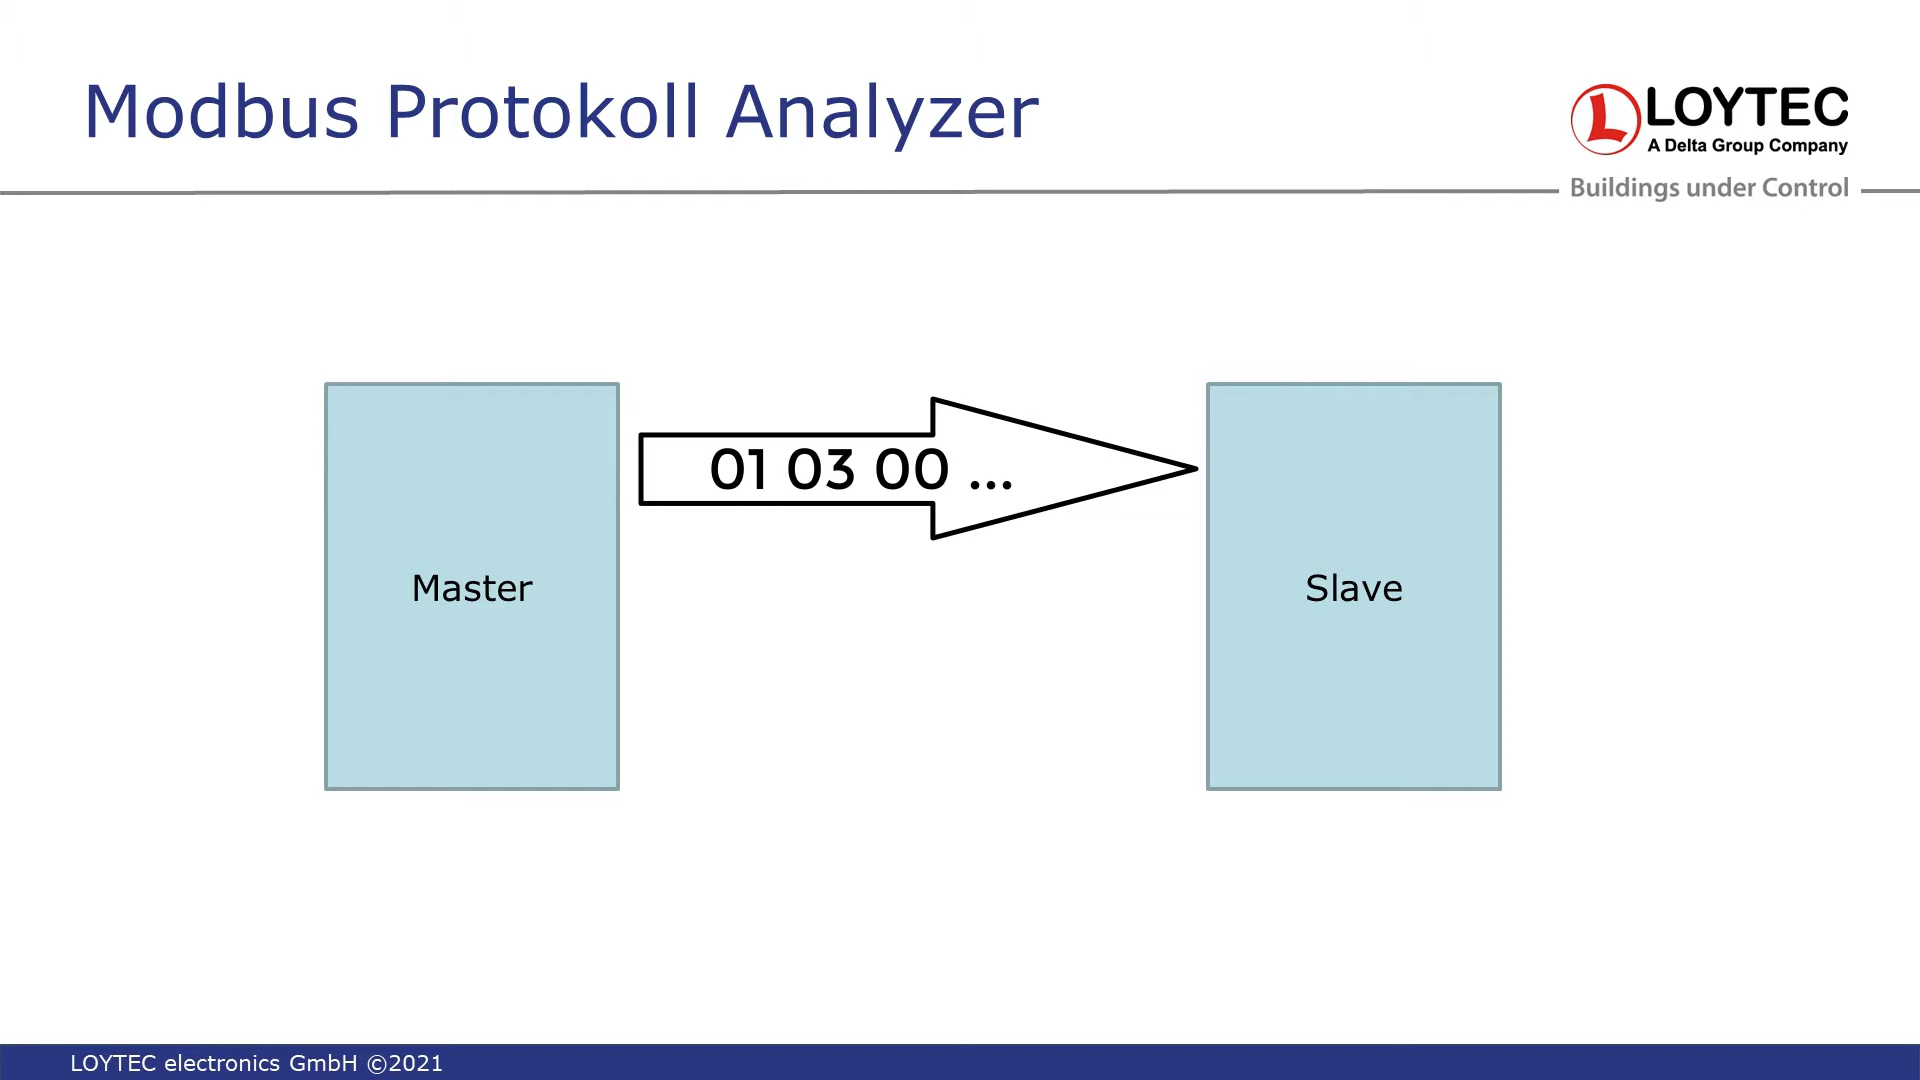 Modbus Protokoll Analyzer
LOYTEC
A Delta Group Company
Buildings under Control
01 03 00 ...
Master
Slave
LOYTEC electronics GmbH ©2021